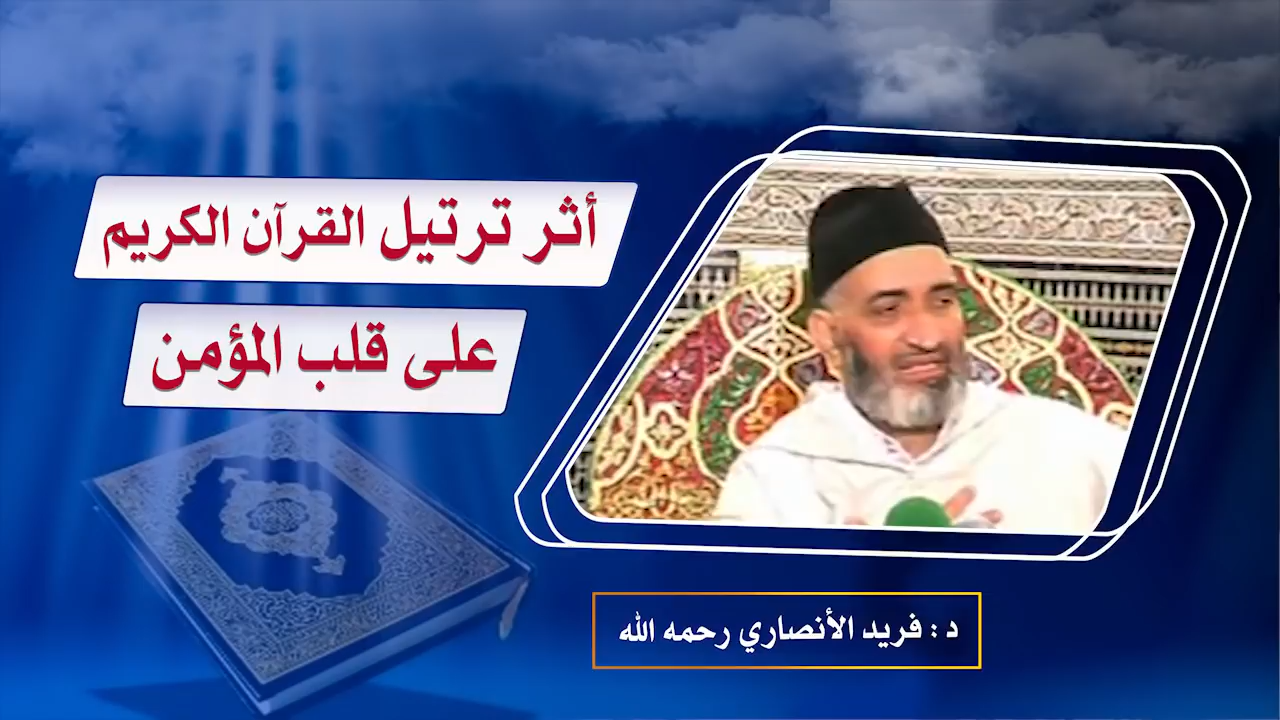 أثر ترتيل القرآن الكريم
على قلب المؤمن
د : فريد الأنصاري رحمه الله